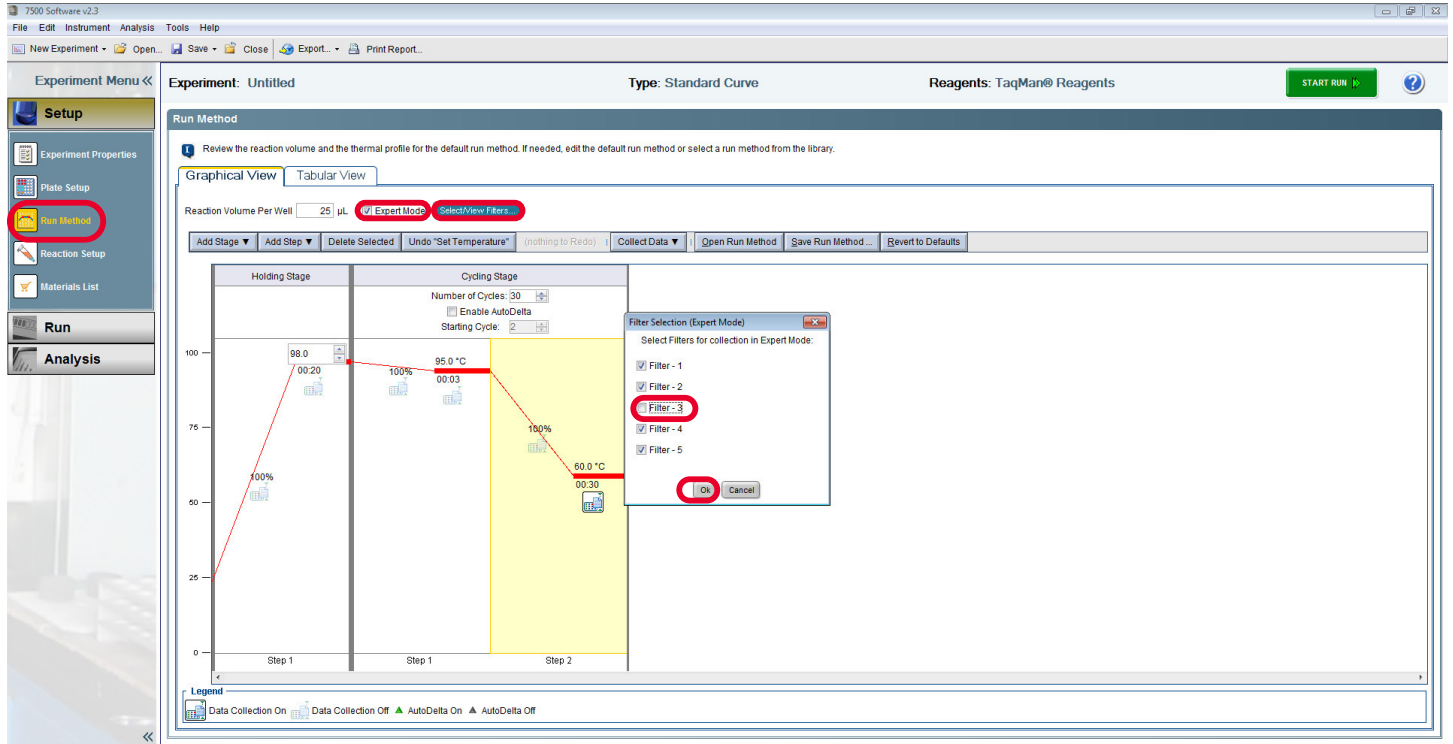 7500 Software v2.3
File Edit Instrument Analysis Tools Help
New Experiment Open... Save Close Export... Print Report...
Experiment Menu «
Experiment: Untitled Type: Standard Curve Reagents: TaqMan® Reagents START RUN ?
Setup
Experiment Properties
Plate Setup
Run Method
Reaction Setup
Materials List
Run
Analysis
«
Run Method
Review the reaction volume and the thermal profile for the default run method. If needed, edit the default run method or select a run method from the library.
Graphical View Tabular View
Reaction Volume Per Well 25 µL Expert Mode Select/View Filters...
Add Stage ▼ Add Step ▼ Delete Selected Undo "Set Temperature" (nothing to Redo) Collect Data ▼ Open Run Method Save Run Method ... Revert to Defaults
Holding Stage Cycling Stage
Number of Cycles: 30
Enable AutoDelta
Starting Cycle: 2
100
75
50
25
0
98.0
00:20
100%
100%
95.0 °C
00:03
100%
60.0 °C
00:30
Step 1 Step 1 Step 2
Filter Selection (Expert Mode)
Select Filters for collection in Expert Mode:
Filter - 1
Filter - 2
Filter - 3
Filter - 4
Filter - 5
Ok Cancel
Legend
Data Collection On Data Collection Off AutoDelta On AutoDelta Off